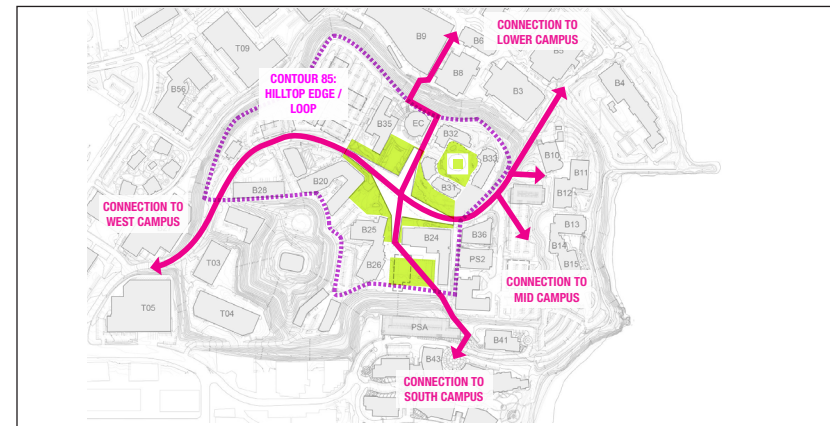 CONNECTION TO
LOWER CAMPUS
B9
B6
B5
T09
B8
B4
B56
CONTOUR 85:
HILLTOP EDGE /
LOOP
B3
B35
EC
B32
B33
B10
B11
B20
B31
B12
B28
CONNECTION TO
WEST CAMPUS
B25
B24
B36
B13
B14
T03
B26
PS2
B15
CONNECTION TO
MID CAMPUS
T05
T04
PSA
B41
B43
CONNECTION TO
SOUTH CAMPUS